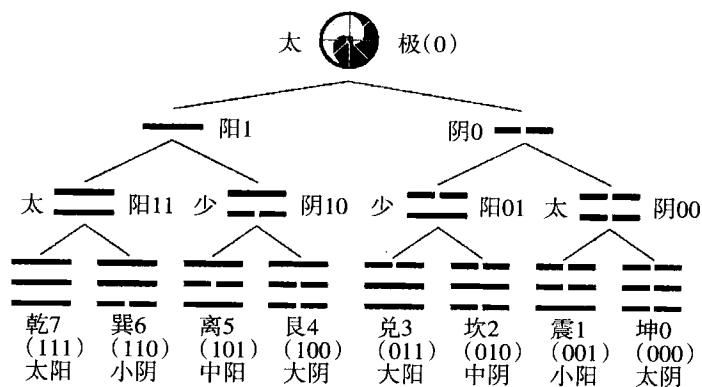 太 极(0)
阳1 阴0
太 阳11 少 阴10 少 阳01 太 阴00
乾7 巽6 离5 艮4 兑3 坎2 震1 坤0
(111) (110) (101) (100) (011) (010) (001) (000)
太阳 小阴 中阳 大阴 大阳 中阴 小阳 太阴